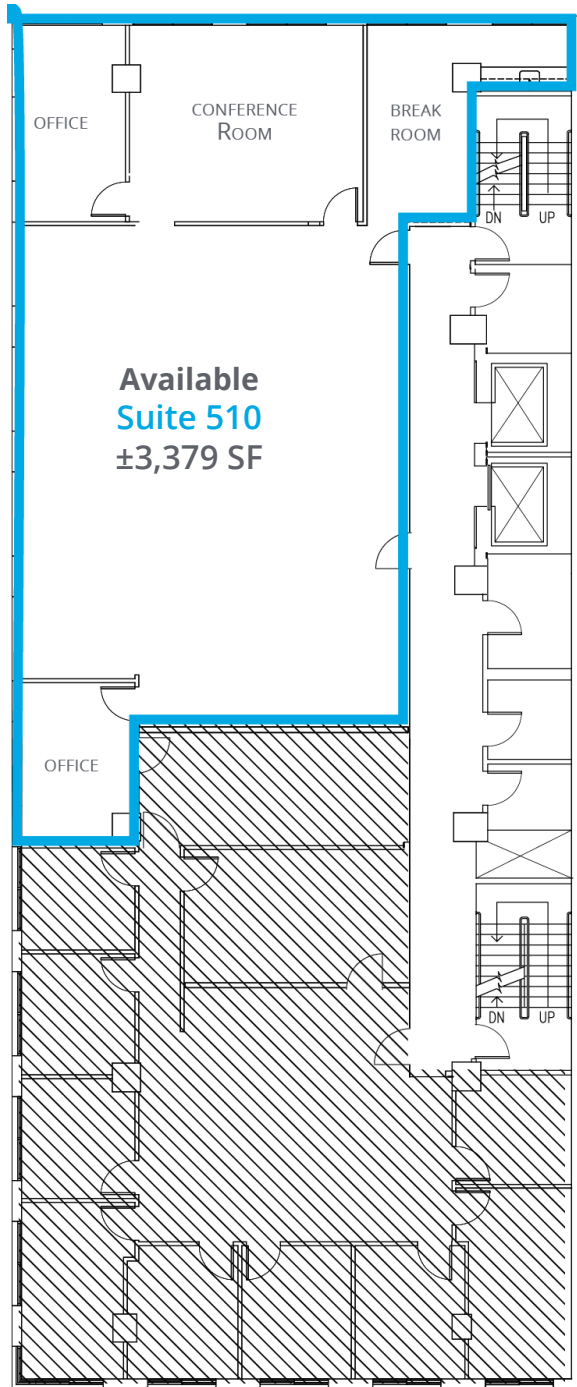 OFFICE
CONFERENCE
ROOM
BREAK
ROOM
DN
UP
Available
Suite 510
±3,379 SF
OFFICE
DN
UP